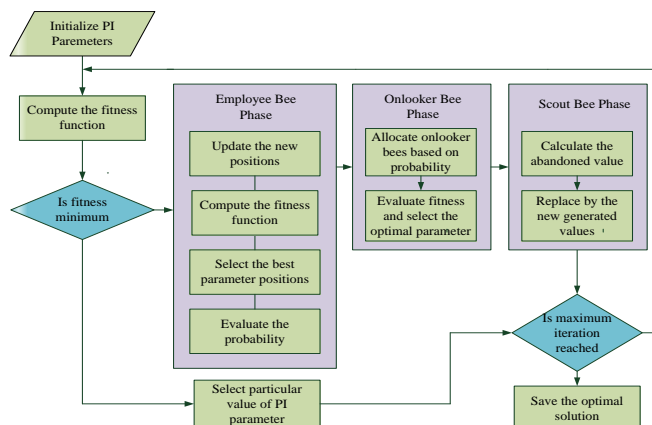 Initialize PI
Paremeters
Compute the fitness
function
Is fitness
minimum
Employee Bee
Phase
Update the new
positions
Compute the fitness
function
Select the best
parameter positions
Evaluate the
probability
Onlooker Bee
Phase
Allocate onlooker
bees based on
probability
Evaluate fitness
and select the
optimal parameter
Scout Bee Phase
Calculate the
abandoned value
Replace by the
new generated
values
Is maximum
iteration
reached
Select particular
value of PI
parameter
Save the optimal
solution